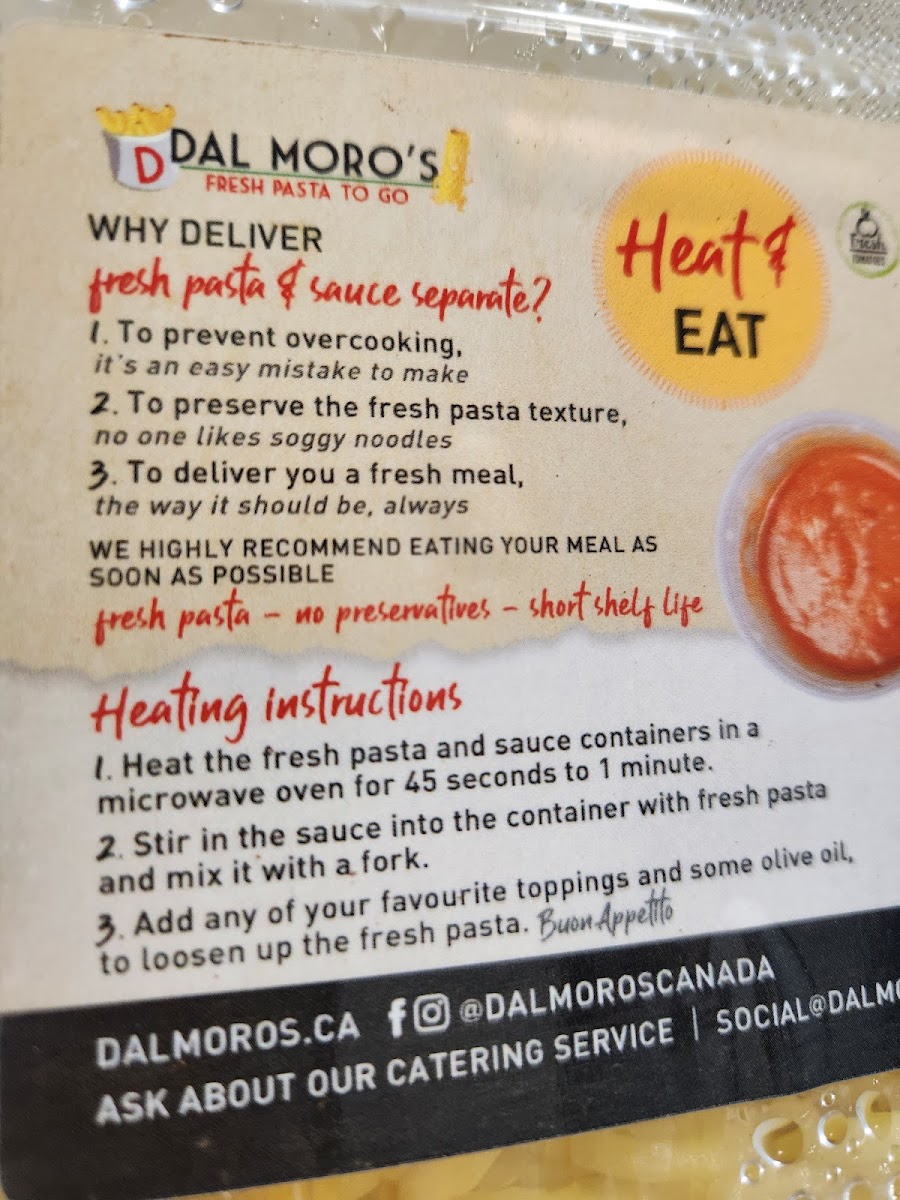 D DAL MORO'S
FRESH PASTA TO GO
WHY DELIVER
fresh pasta & sauce separate?
1. To prevent overcooking,
it's an easy mistake to make
2. To preserve the fresh pasta texture,
no one likes soggy noodles
3. To deliver you a fresh meal,
the way it should be, always
WE HIGHLY RECOMMEND EATING YOUR MEAL AS
SOON AS POSSIBLE
fresh pasta – no preservatives – short shelf life
Heat &
EAT
Fresh
TOMATOES
Heating instructions
1. Heat the fresh pasta and sauce containers in a
microwave oven for 45 seconds to 1 minute.
2. Stir in the sauce into the container with fresh pasta
and mix it with a fork.
3. Add any of your favourite toppings and some olive oil,
to loosen up the fresh pasta. Buon Appetito
DALMOROS.CA f @DALMOROSCANADA
ASK ABOUT OUR CATERING SERVICE | SOCIAL@DALMO